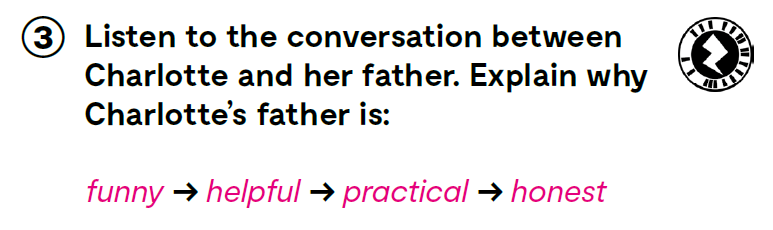 3 Listen to the conversation between
Charlotte and her father. Explain why
Charlotte’s father is:
funny → helpful → practical → honest